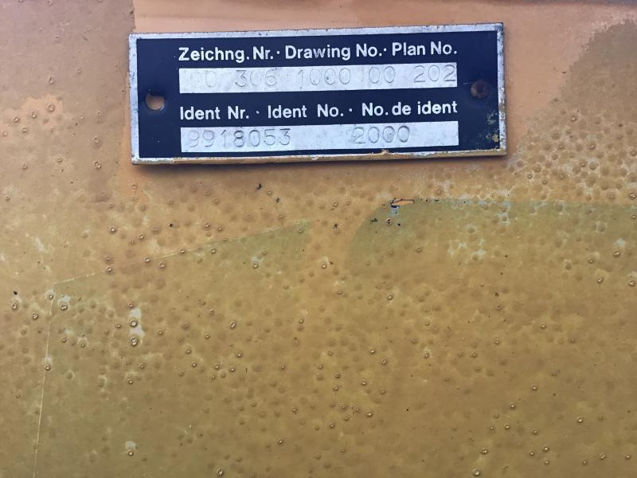 Zeichng. Nr. · Drawing No. · Plan No.
00 306 1000 00 202
Ident Nr. · Ident No. · No. de ident
9918053 2000